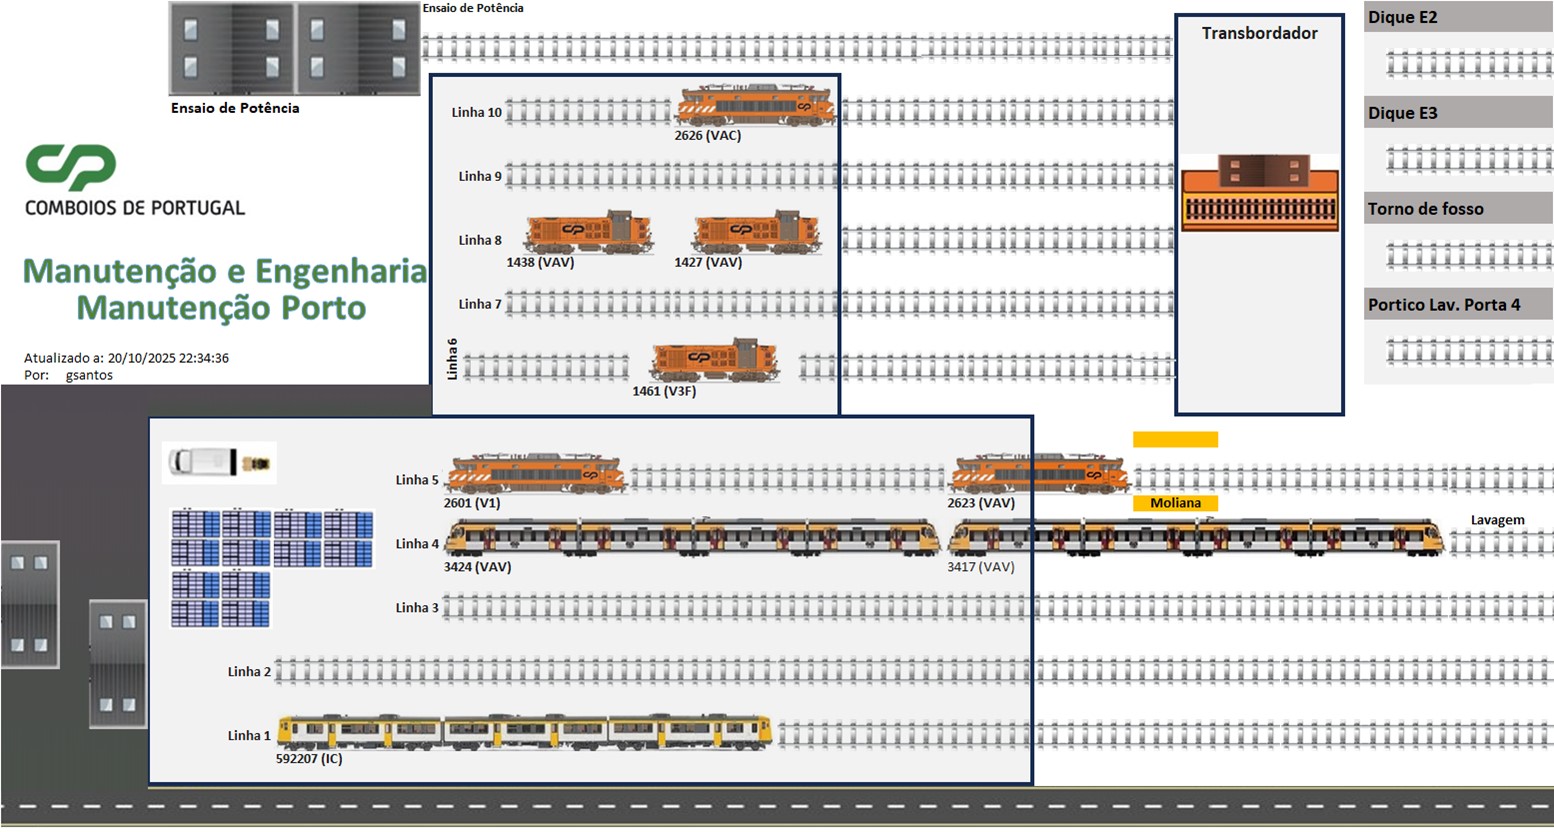 Ensaio de Potência
Transbordador
Dique E2
Ensaio de Potência
Linha 10
2626 (VAC)
Dique E3
CP
COMBOIOS DE PORTUGAL
Linha 9
Torno de fosso
Linha 8
1438 (VAV)
1427 (VAV)
Manutenção e Engenharia
Manutenção Porto
Linha 7
Portico Lav. Porta 4
Atualizado a: 20/10/2025 22:34:36
Por: gsantos
Linha 6
1461 (V3F)
Linha 5
2601 (V1)
2623 (VAV)
Moliana
Lavagem
Linha 4
3424 (VAV)
3417 (VAV)
Linha 3
Linha 2
Linha 1
592207 (IC)